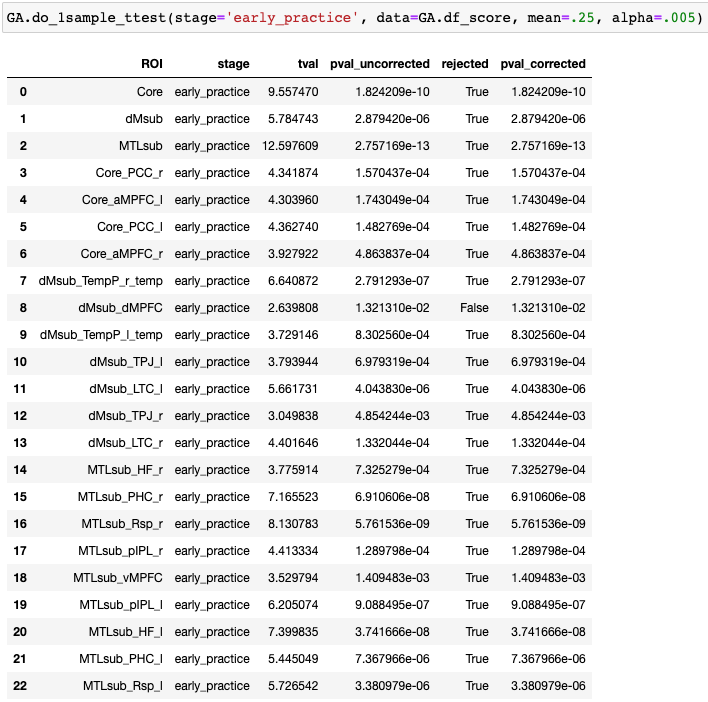 GA.do_1sample_ttest(stage='early_practice', data=GA.df_score, mean=.25, alpha=.005)
ROI stage tval pval_uncorrected rejected pval_corrected
0 Core early_practice 9.557470 1.824209e-10 True 1.824209e-10
1 dMsub early_practice 5.784743 2.879420e-06 True 2.879420e-06
2 MTLsub early_practice 12.597609 2.757169e-13 True 2.757169e-13
3 Core_PCC_r early_practice 4.341874 1.570437e-04 True 1.570437e-04
4 Core_aMPFC_l early_practice 4.303960 1.743049e-04 True 1.743049e-04
5 Core_PCC_l early_practice 4.362740 1.482769e-04 True 1.482769e-04
6 Core_aMPFC_r early_practice 3.927922 4.863837e-04 True 4.863837e-04
7 dMsub_TempP_r_temp early_practice 6.640872 2.791293e-07 True 2.791293e-07
8 dMsub_dMPFC early_practice 2.639808 1.321310e-02 False 1.321310e-02
9 dMsub_TempP_l_temp early_practice 3.729146 8.302560e-04 True 8.302560e-04
10 dMsub_TPJ_l early_practice 3.793944 6.979319e-04 True 6.979319e-04
11 dMsub_LTC_l early_practice 5.661731 4.043830e-06 True 4.043830e-06
12 dMsub_TPJ_r early_practice 3.049838 4.854244e-03 True 4.854244e-03
13 dMsub_LTC_r early_practice 4.401646 1.332044e-04 True 1.332044e-04
14 MTLsub_HF_r early_practice 3.775914 7.325279e-04 True 7.325279e-04
15 MTLsub_PHC_r early_practice 7.165523 6.910606e-08 True 6.910606e-08
16 MTLsub_Rsp_r early_practice 8.130783 5.761536e-09 True 5.761536e-09
17 MTLsub_pIPL_r early_practice 4.413334 1.289798e-04 True 1.289798e-04
18 MTLsub_vMPFC early_practice 3.529794 1.409483e-03 True 1.409483e-03
19 MTLsub_pIPL_l early_practice 6.205074 9.088495e-07 True 9.088495e-07
20 MTLsub_HF_l early_practice 7.399835 3.741666e-08 True 3.741666e-08
21 MTLsub_PHC_l early_practice 5.445049 7.367966e-06 True 7.367966e-06
22 MTLsub_Rsp_l early_practice 5.726542 3.380979e-06 True 3.380979e-06